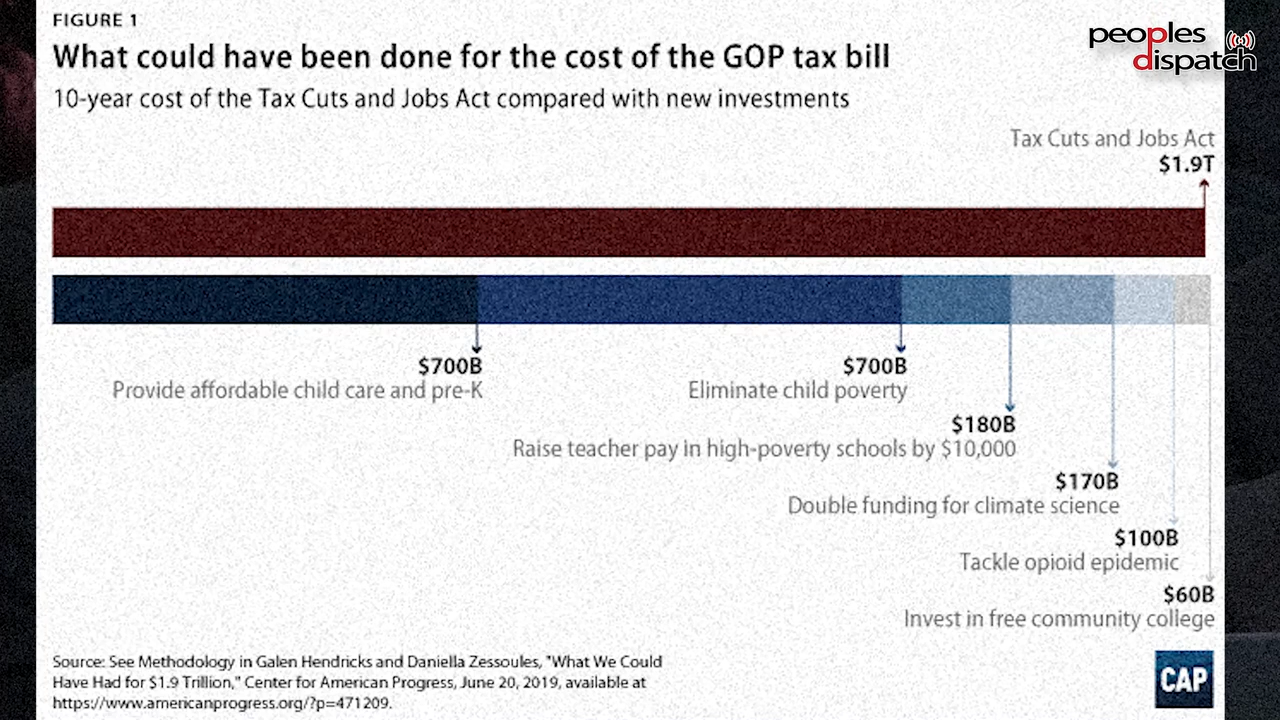 FIGURE 1
What could have been done for the cost of the GOP tax bill
10-year cost of the Tax Cuts and Jobs Act compared with new investments
peoples
dispatch
Tax Cuts and Jobs Act
$1.9T
$700B
Provide affordable child care and pre-K
$700B
Eliminate child poverty
$180B
Raise teacher pay in high-poverty schools by $10,000
$170B
Double funding for climate science
$100B
Tackle opioid epidemic
$60B
Invest in free community college
Source: See Methodology in Galen Hendricks and Daniella Zessoules, "What We Could
Have Had for $1.9 Trillion," Center for American Progress, June 20, 2019, available at
https://www.americanprogress.org/?p=471209.
CAP